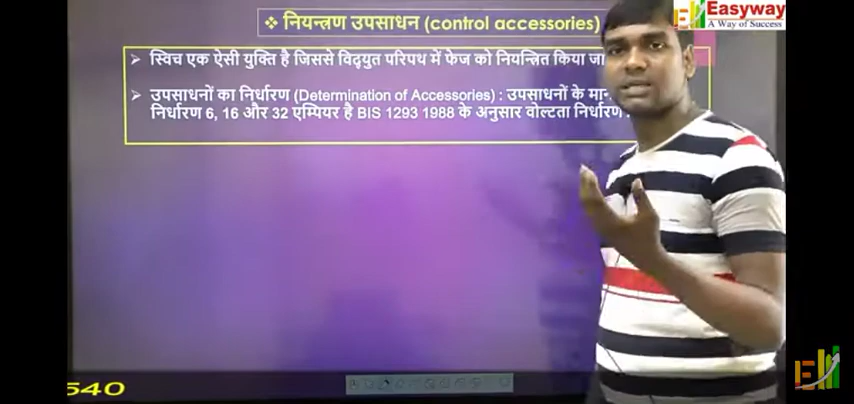 ❖ नियन्त्रण उपसाधन (control accessories)
Easyway
A Way of Success
➢ स्विच एक ऐसी युक्ति है जिससे विद्युत परिपथ में फेज को नियन्त्रित किया जा
➢ उपसाधनों का निर्धारण (Determination of Accessories) : उपसाधनों के मान
निर्धारण 6, 16 और 32 एम्पियर है BIS 1293 1988 के अनुसार वोल्टता निर्धारण
540